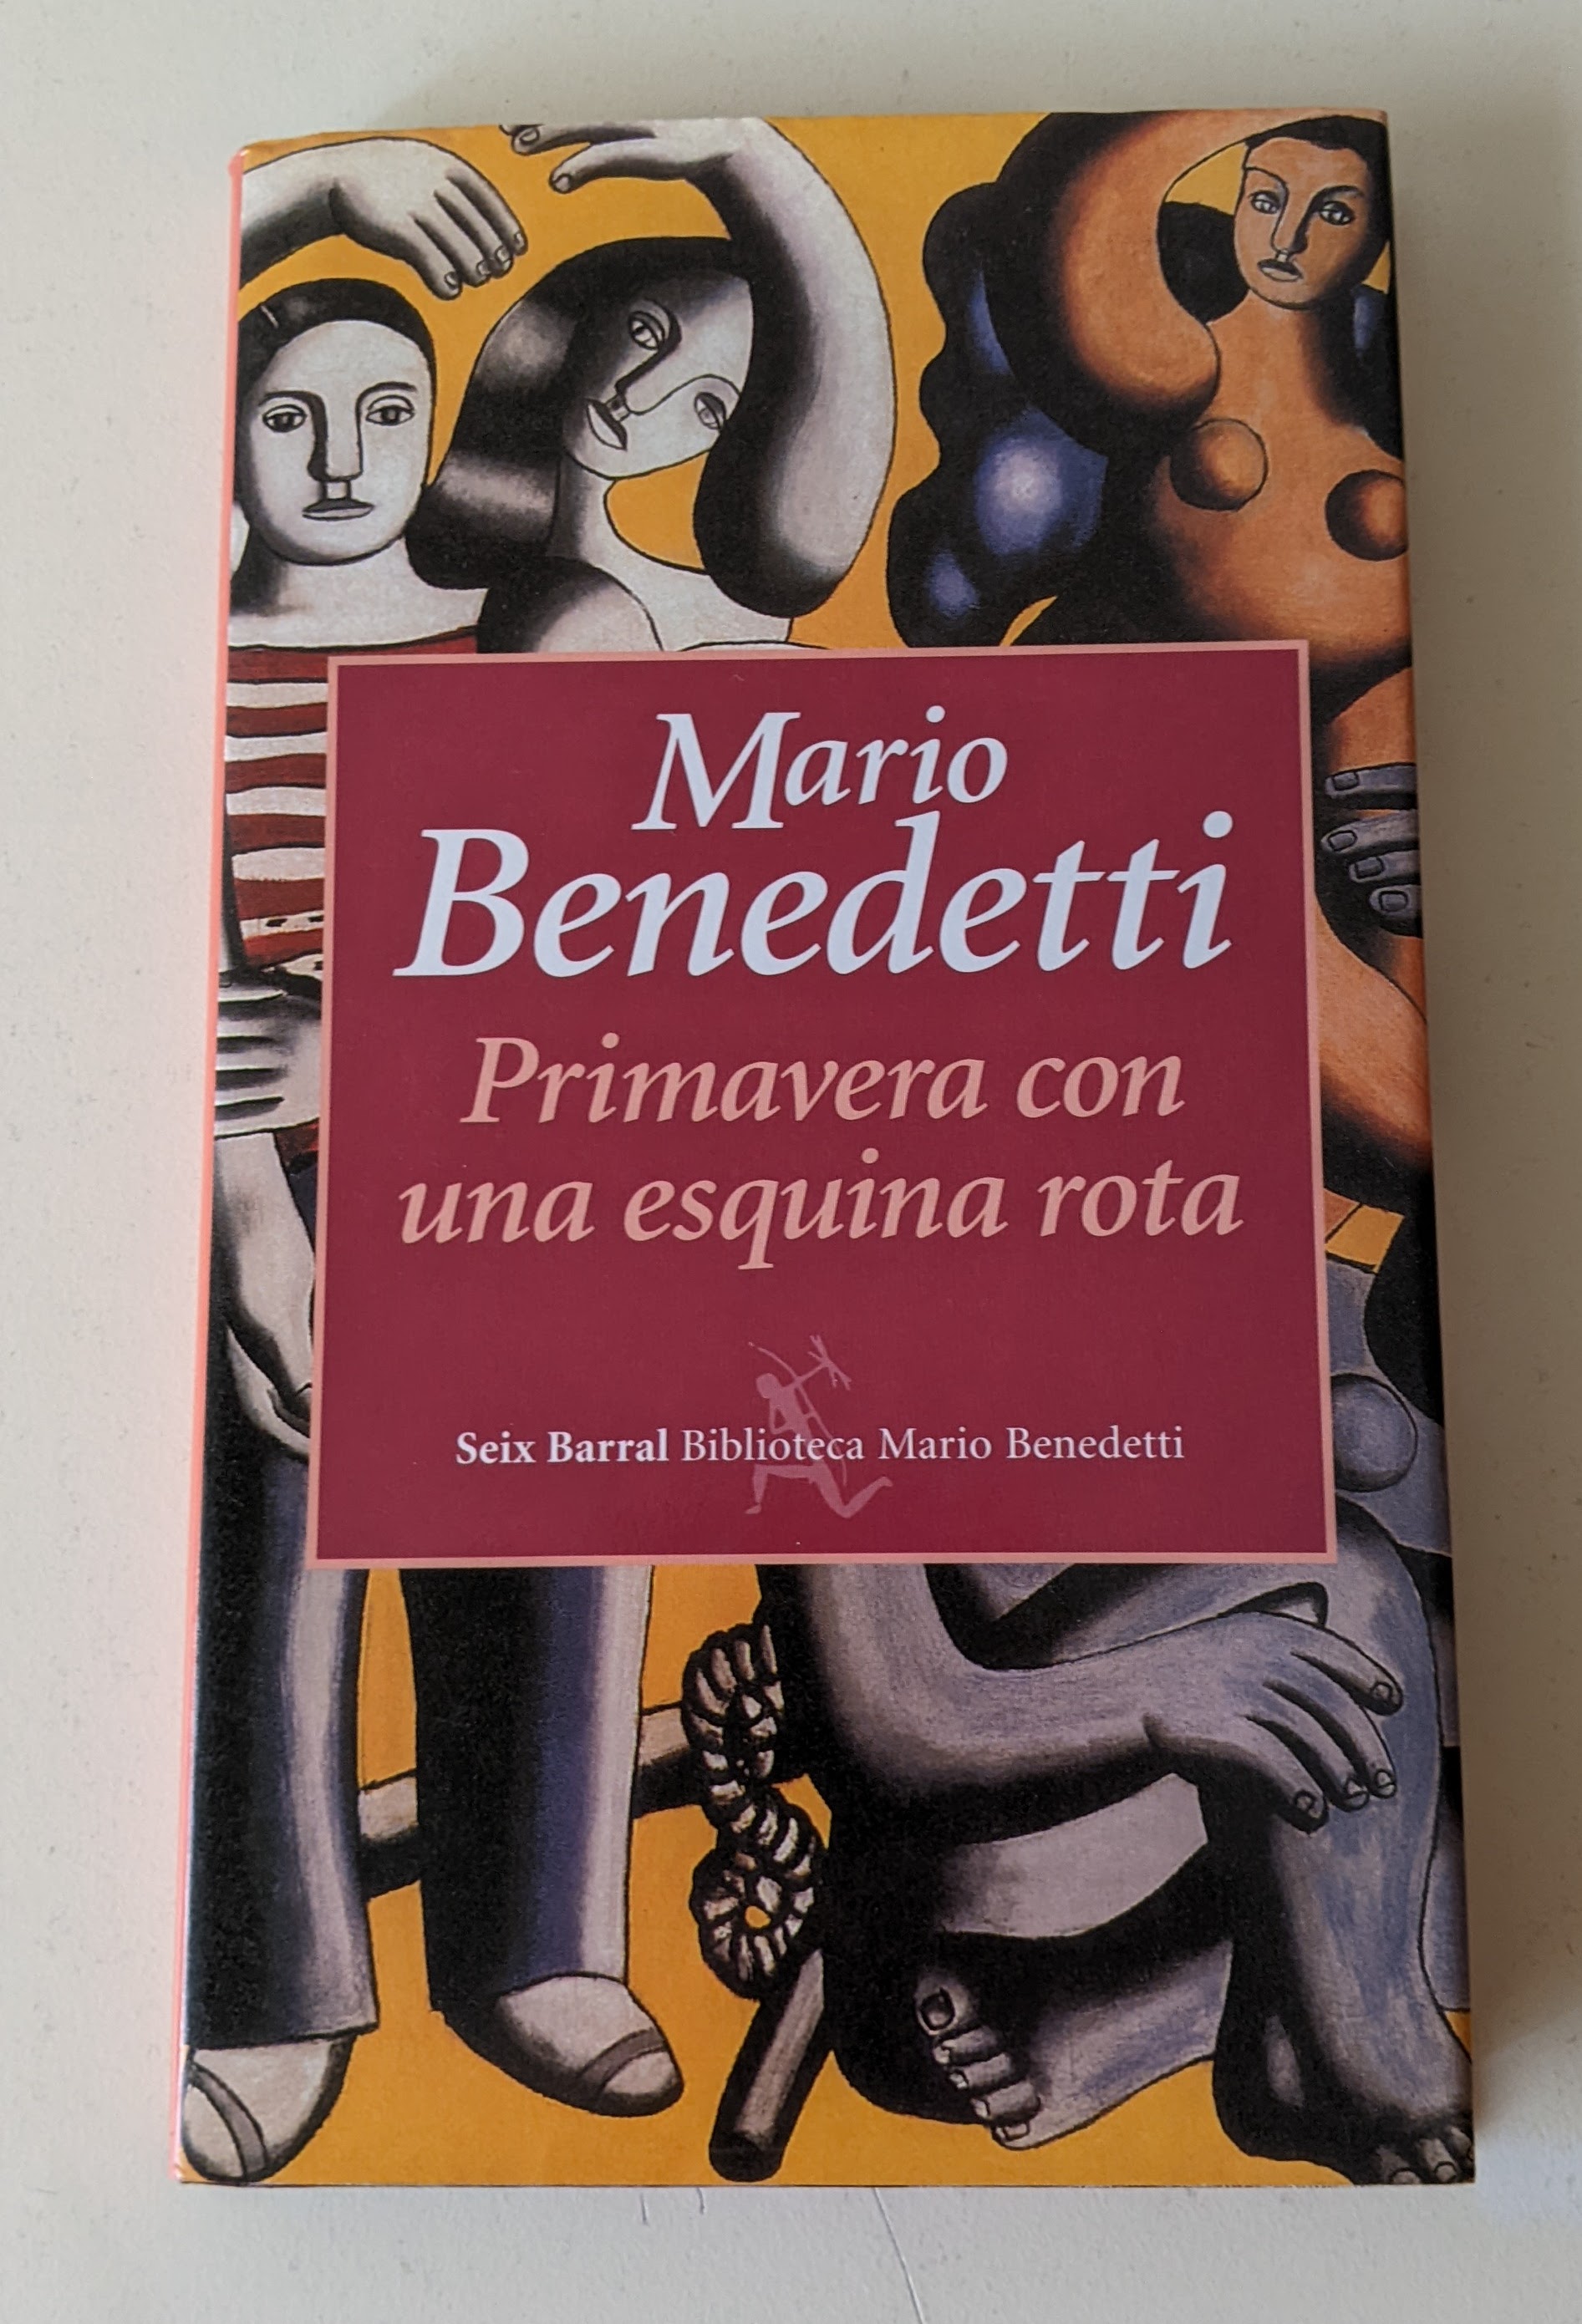 Mario
Benedetti
Primavera con
una esquina rota
Seix Barral Biblioteca Mario Benedetti